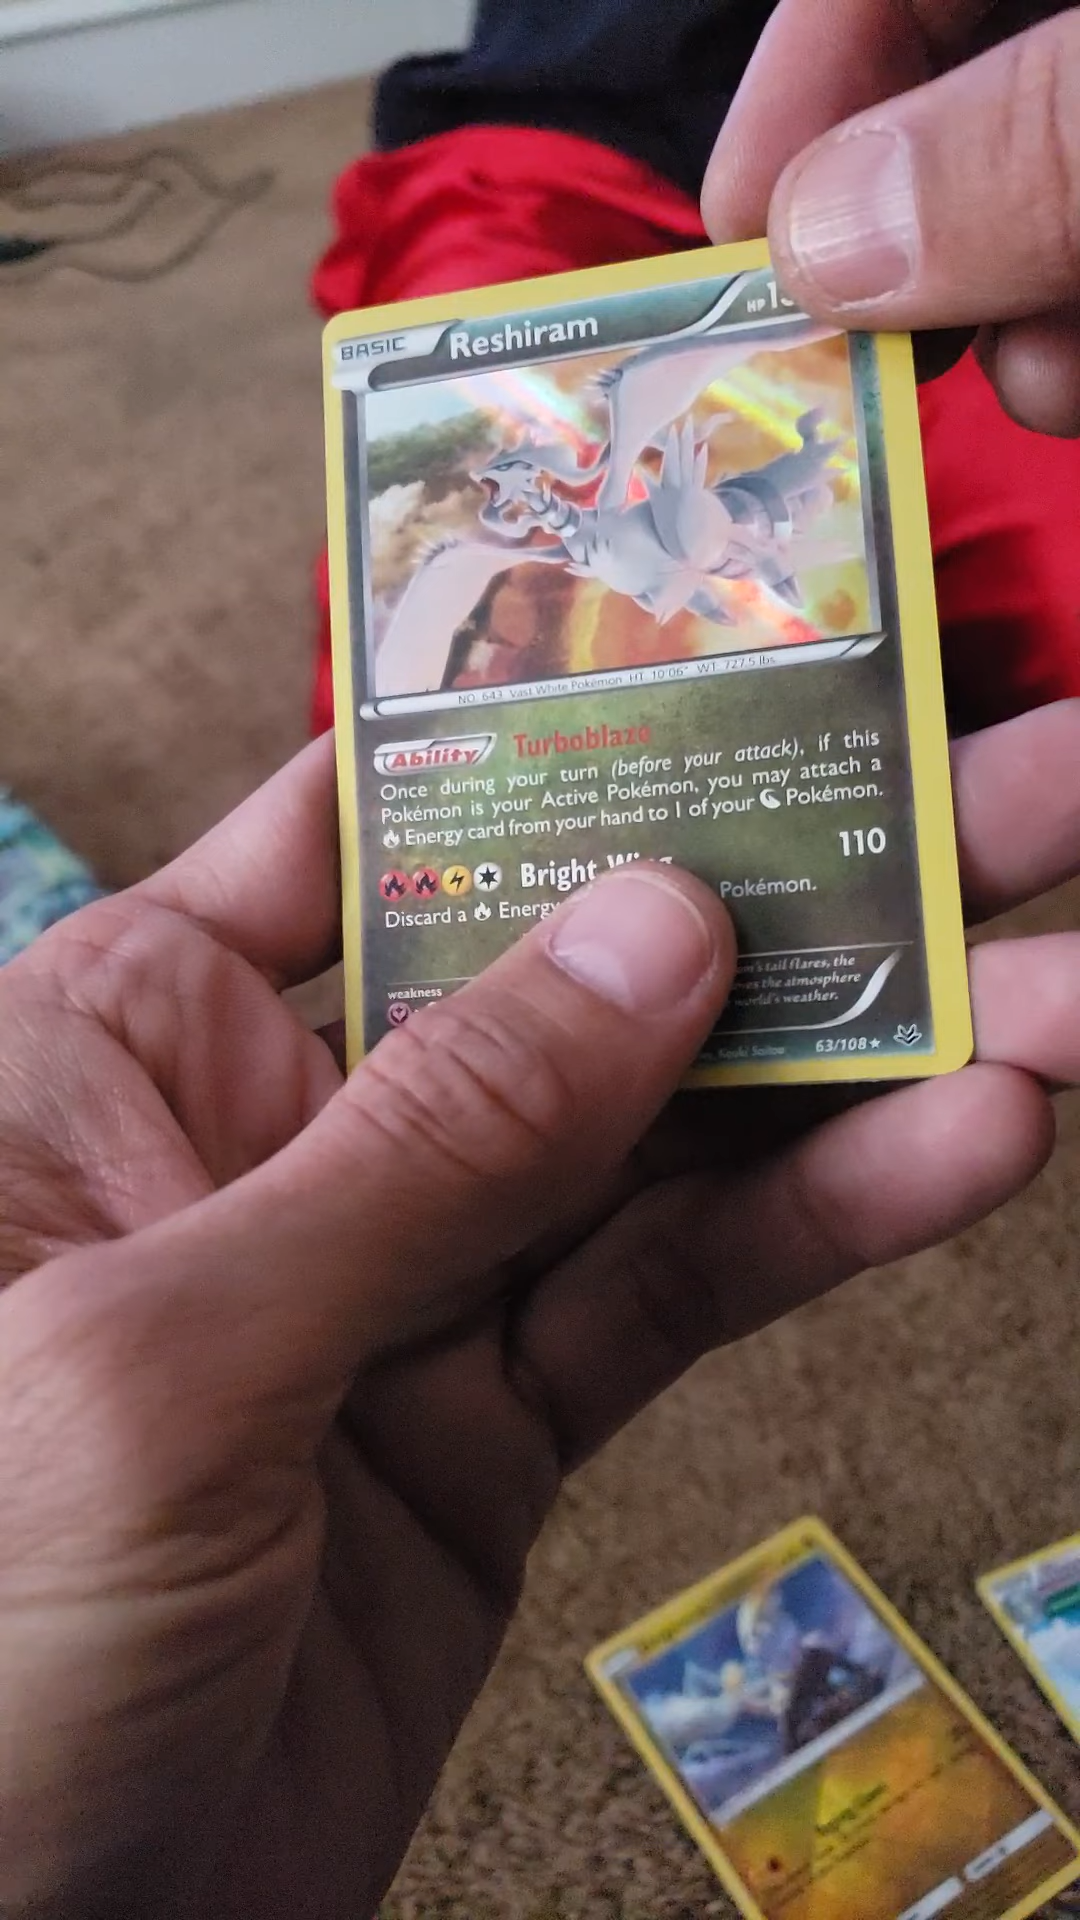 BASIC Reshiram HP 1
NO. 643 Vast White Pokémon HT. 10'06" WT. 727.5 lbs.
Ability Turboblaze
Once during your turn (before your attack), if this
Pokémon is your Active Pokémon, you may attach a
Energy card from your hand to 1 of your Pokémon.
Bright 110
Discard a Energy Pokémon.
tail flares, the
the atmosphere
world's weather.
weakness
63/108